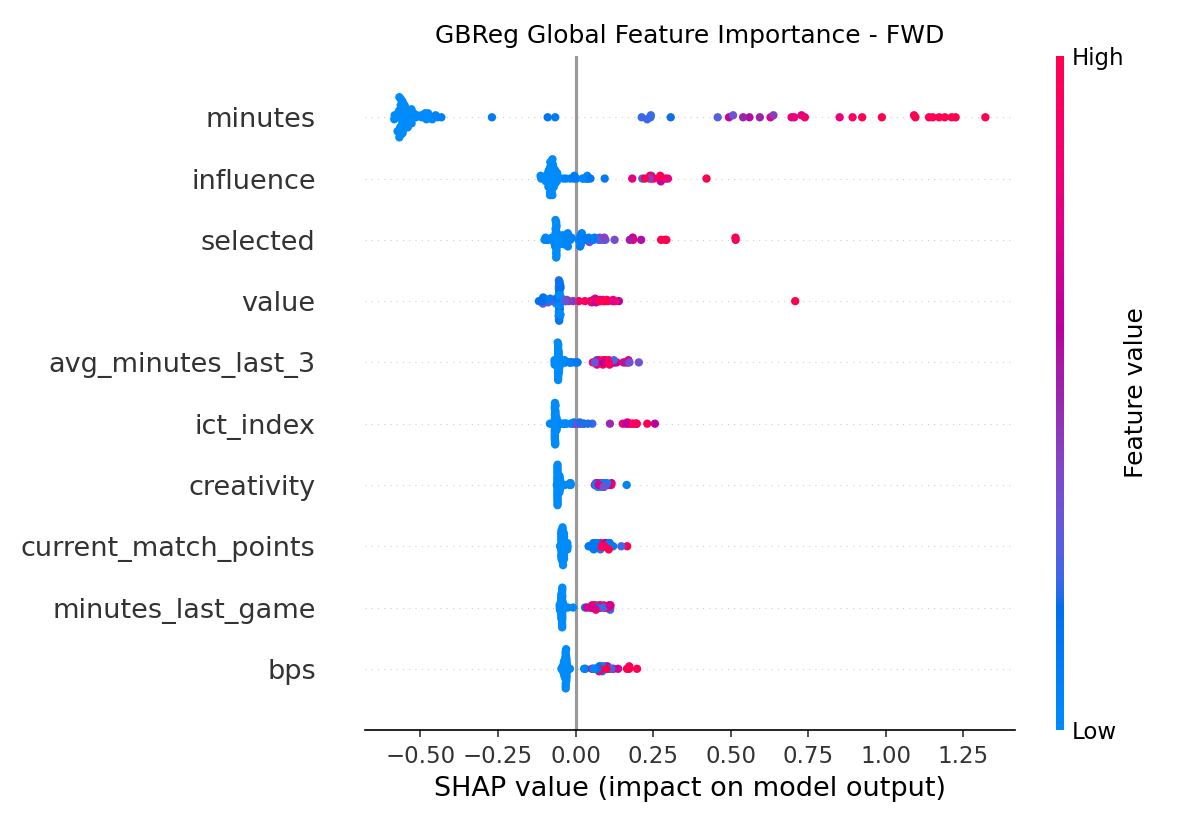 GBReg Global Feature Importance - FWD
High
minutes
influence
selected
value
avg_minutes_last_3
ict_index
creativity
current_match_points
minutes_last_game
bps
Feature value
Low
−0.50 −0.25 0.00 0.25 0.50 0.75 1.00 1.25
SHAP value (impact on model output)